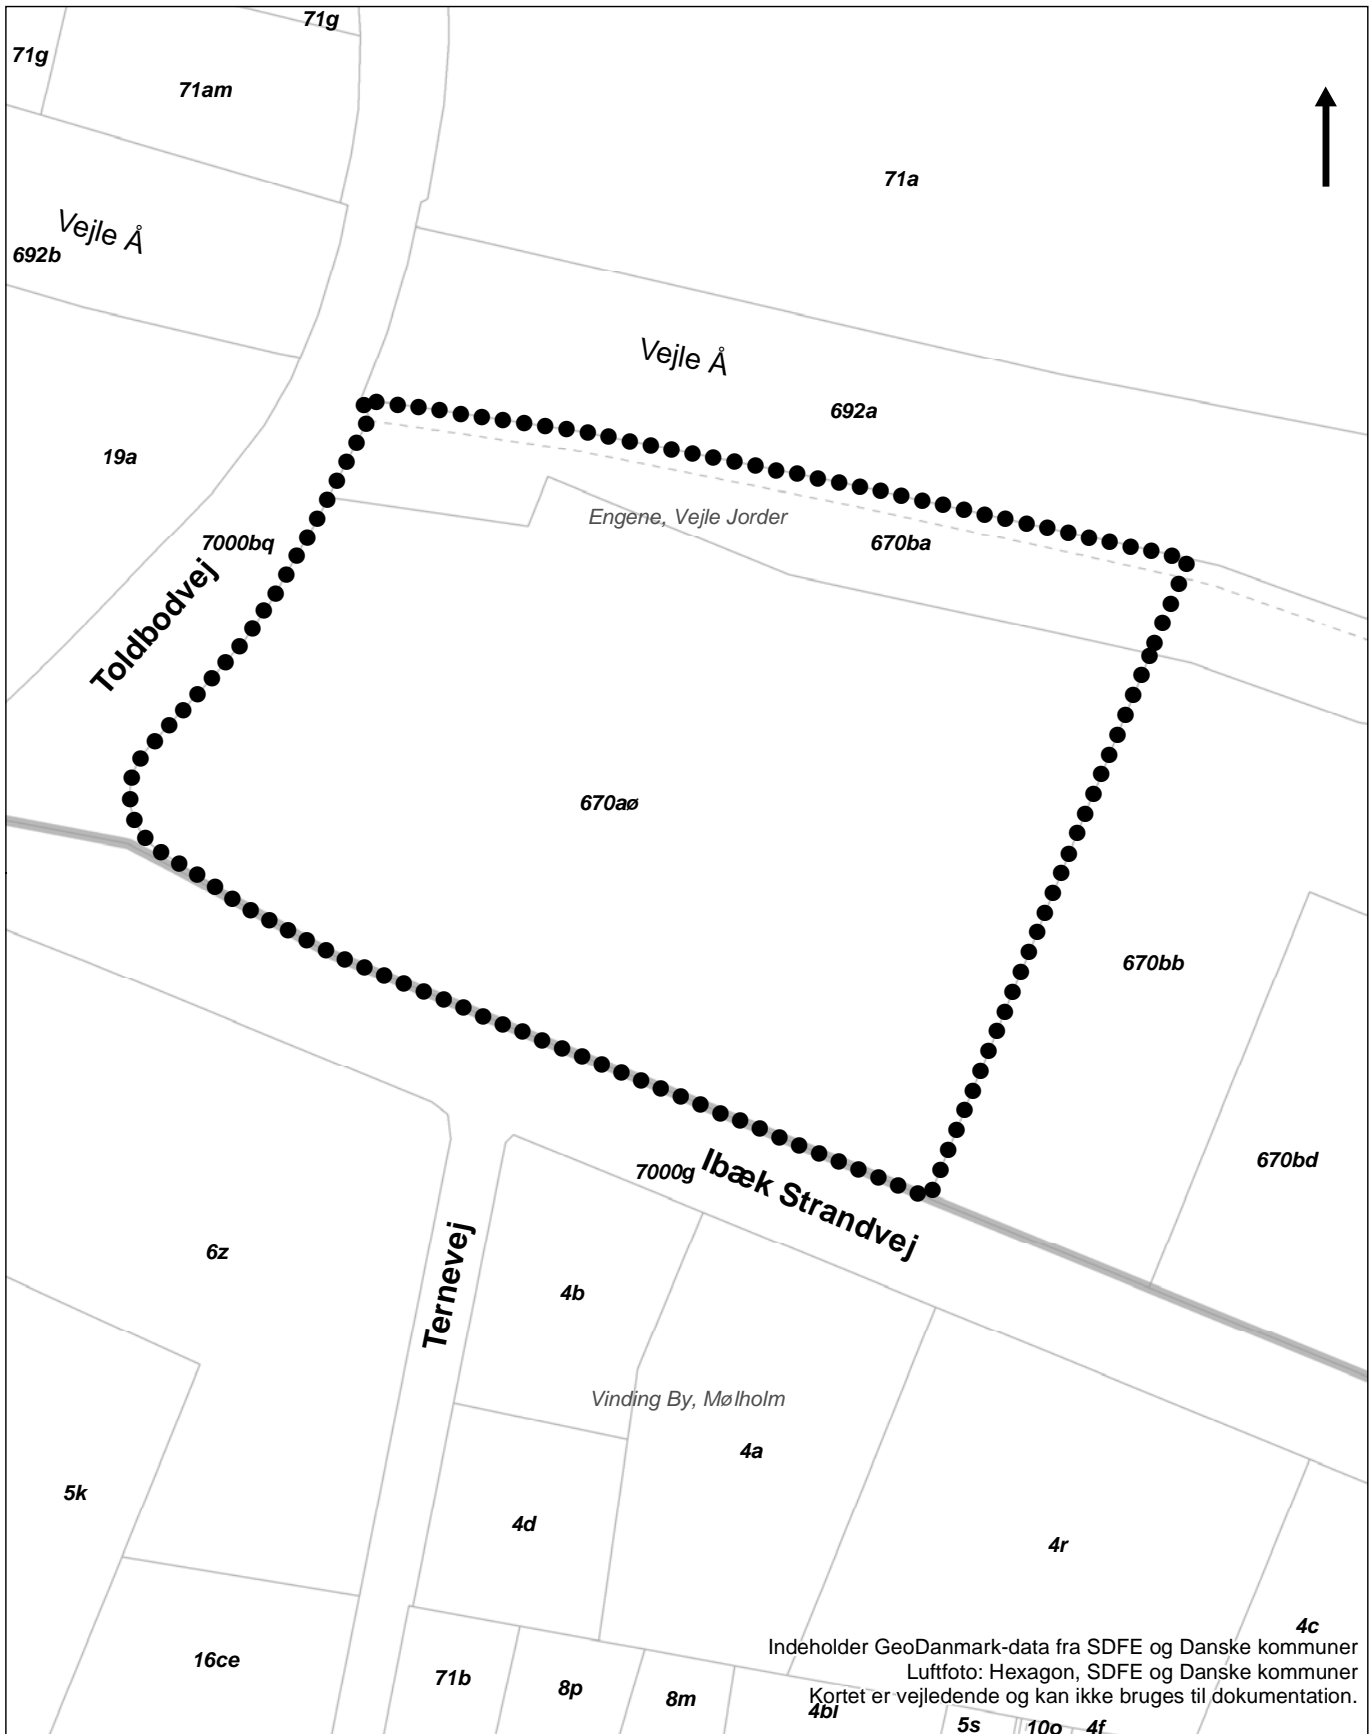 71g
71g
71am
71a
Vejle Å
692b
Vejle Å
692a
19a
Engene, Vejle Jorder
7000bq
670ba
Toldbodvej
670aø
670bb
7000g
Ibæk Strandvej
670bd
6z
Ternevej
4b
Vinding By, Mølholm
4a
5k
4d
4r
4c
Indeholder GeoDanmark-data fra SDFE og Danske kommuner
Luftfoto: Hexagon, SDFE og Danske kommuner
Kortet er vejledende og kan ikke bruges til dokumentation.
16ce
71b
8p
8m
4bl
5s
10o
4f